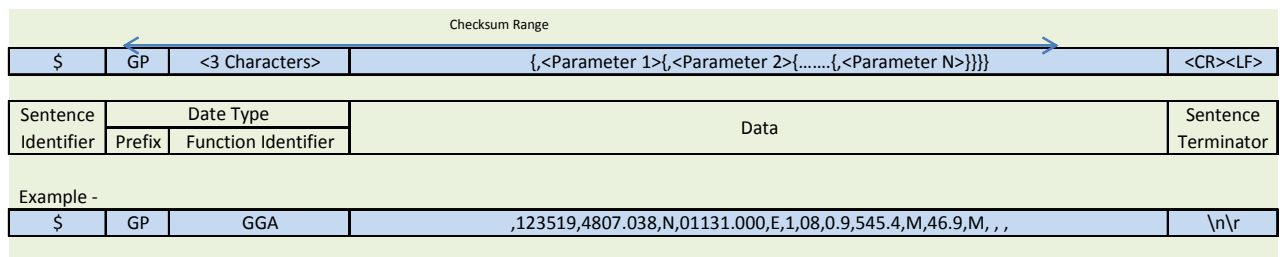 Checksum Range
$ GP <3 Characters> {,<Parameter 1>{,<Parameter 2>{…….{,<Parameter N>}}}} <CR><LF>
Sentence Identifier Date Type Data Sentence Terminator
Prefix Function Identifier
Example -
$ GP GGA ,123519,4807.038,N,01131.000,E,1,08,0.9,545.4,M,46.9,M, , , \n\r